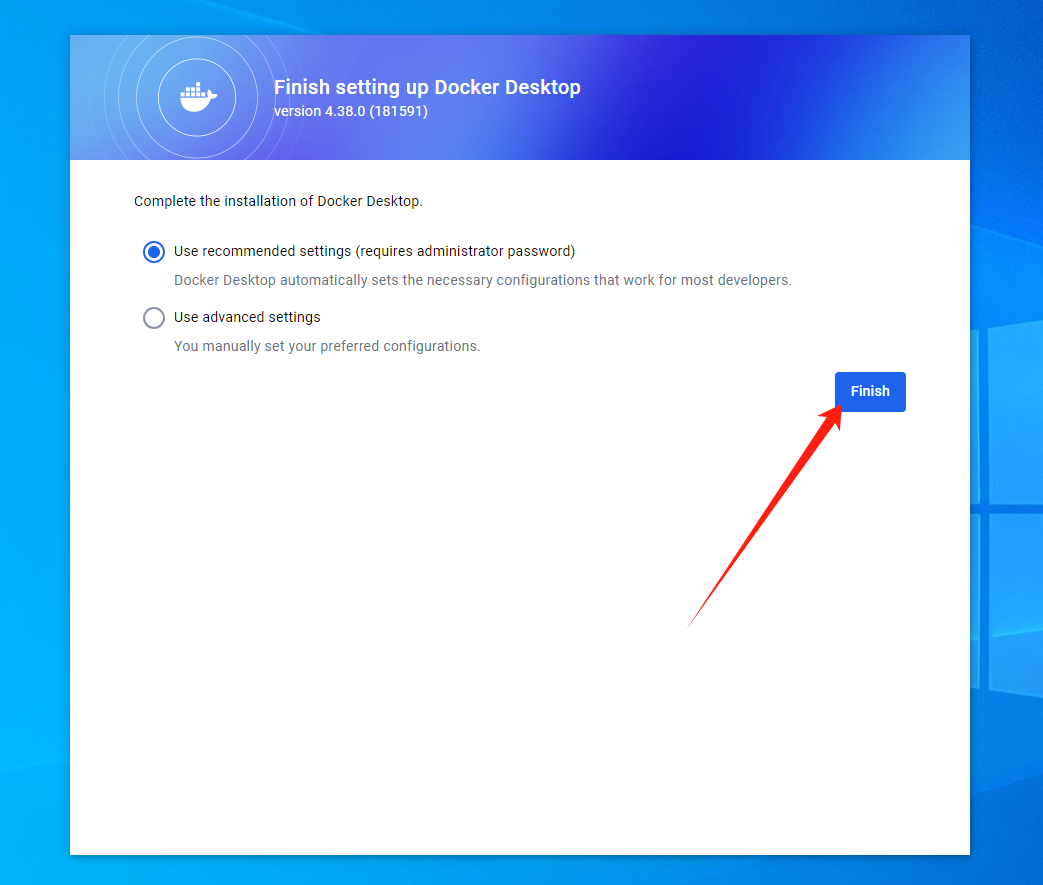 Finish setting up Docker Desktop
version 4.38.0 (181591)
Complete the installation of Docker Desktop.
Use recommended settings (requires administrator password)
Docker Desktop automatically sets the necessary configurations that work for most developers.
Use advanced settings
You manually set your preferred configurations.
Finish